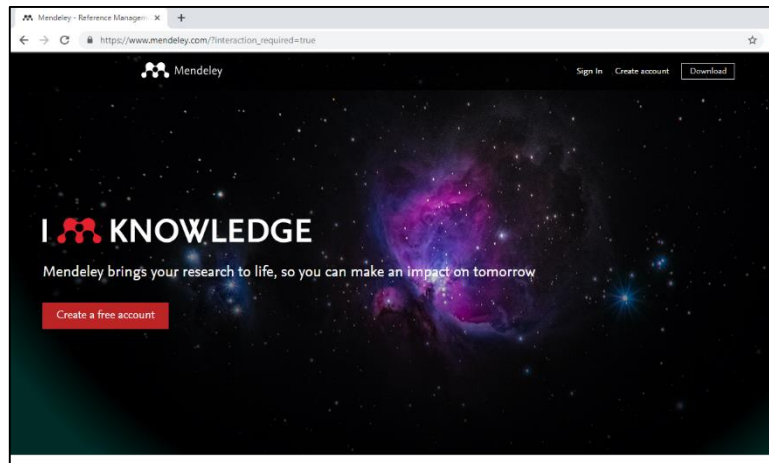 Mendeley - Reference Managem
https://www.mendeley.com/?interaction_required=true
Mendeley
Sign In
Create account
Download
I KNOWLEDGE
Mendeley brings your research to life, so you can make an impact on tomorrow
Create a free account